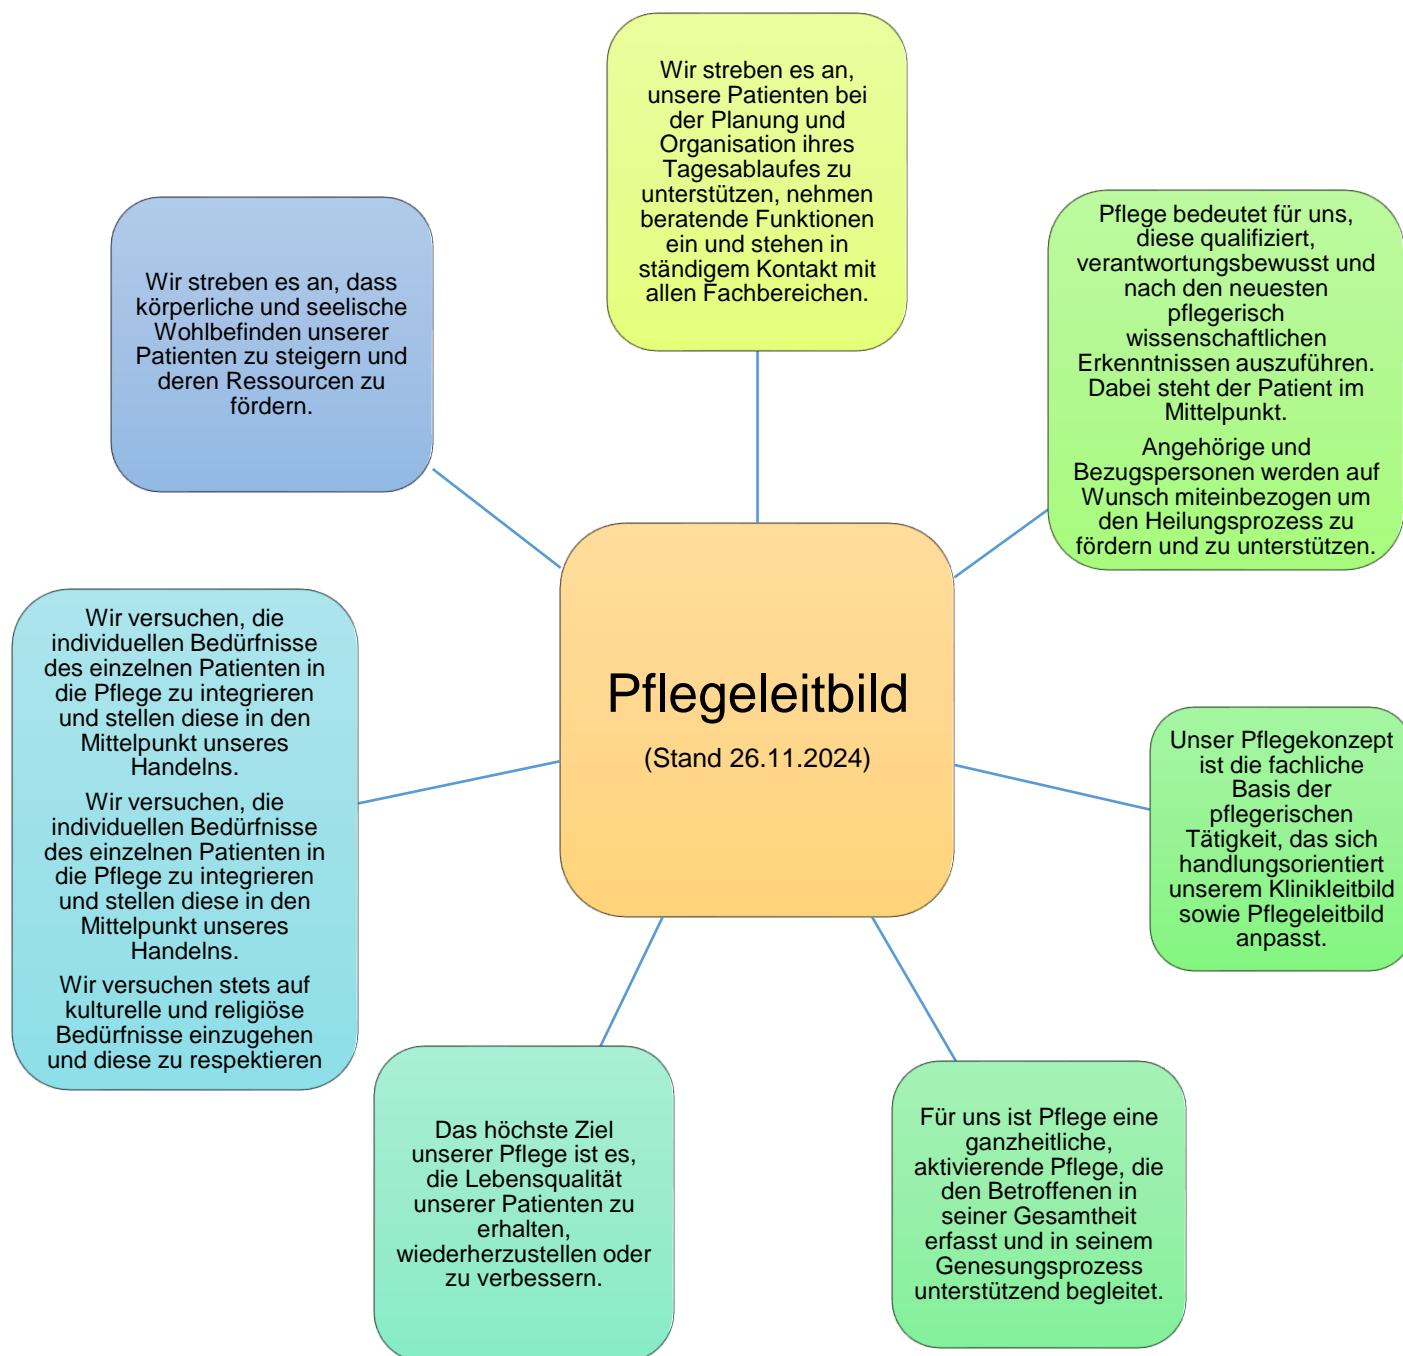 Wir streben es an,
unsere Patienten bei
der Planung und
Organisation ihres
Tagesablaufes zu
unterstützen, nehmen
beratende Funktionen
ein und stehen in
ständigem Kontakt mit
allen Fachbereichen.
Pflege bedeutet für uns,
diese qualifiziert,
verantwortungsbewusst und
nach den neuesten
pflegerisch
wissenschaftlichen
Erkenntnissen auszuführen.
Dabei steht der Patient im
Mittelpunkt.
Angehörige und
Bezugspersonen werden auf
Wunsch miteinbezogen um
den Heilungsprozess zu
fördern und zu unterstützen.
Wir streben es an, dass
körperliche und seelische
Wohlbefinden unserer
Patienten zu steigern und
deren Ressourcen zu
fördern.
Pflegeleitbild
(Stand 26.11.2024)
Wir versuchen, die
individuellen Bedürfnisse
des einzelnen Patienten in
die Pflege zu integrieren
und stellen diese in den
Mittelpunkt unseres
Handelns.
Wir versuchen, die
individuellen Bedürfnisse
des einzelnen Patienten in
die Pflege zu integrieren
und stellen diese in den
Mittelpunkt unseres
Handelns.
Wir versuchen stets auf
kulturelle und religiöse
Bedürfnisse einzugehen
und diese zu respektieren
Unser Pflegekonzept
ist die fachliche
Basis der
pflegerischen
Tätigkeit, das sich
handlungsorientiert
unserem Klinikleitbild
sowie Pflegeleitbild
anpasst.
Das höchste Ziel
unserer Pflege ist es,
die Lebensqualität
unserer Patienten zu
erhalten,
wiederherzustellen oder
zu verbessern.
Für uns ist Pflege eine
ganzheitliche,
aktivierende Pflege, die
den Betroffenen in
seiner Gesamtheit
erfasst und in seinem
Genesungsprozess
unterstützend begleitet.